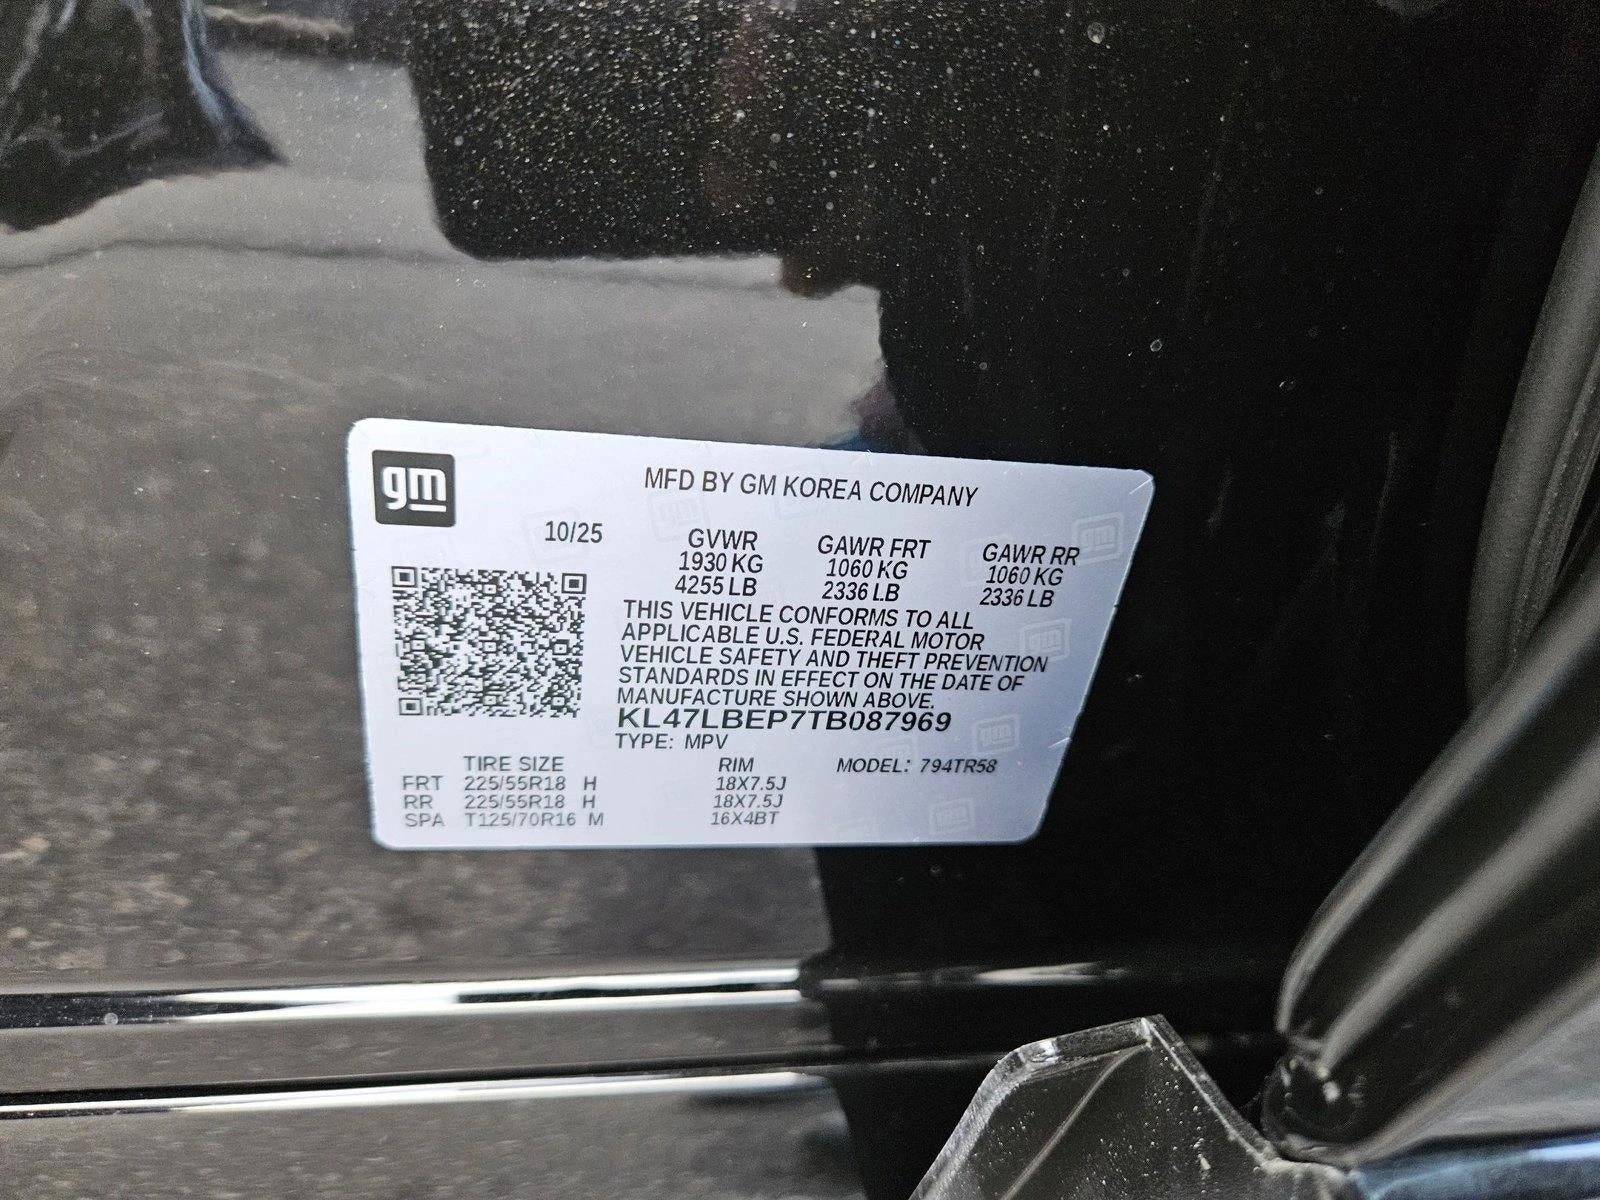 gm
MFD BY GM KOREA COMPANY
10/25
GVWR GAWR FRT GAWR RR
1930 KG 1060 KG 1060 KG
4255 LB 2336 LB 2336 LB
THIS VEHICLE CONFORMS TO ALL
APPLICABLE U.S. FEDERAL MOTOR
VEHICLE SAFETY AND THEFT PREVENTION
STANDARDS IN EFFECT ON THE DATE OF
MANUFACTURE SHOWN ABOVE.
KL47LBEP7TB087969
TYPE: MPV
TIRE SIZE RIM MODEL: 794TR58
FRT 225/55R18 H 18X7.5J
RR 225/55R18 H 18X7.5J
SPA T125/70R16 M 16X4BT